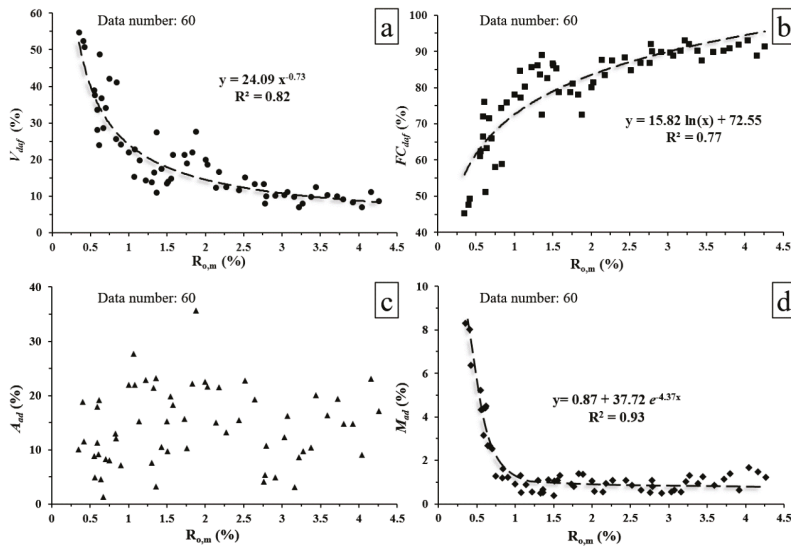 Data number: 60
a
60
50
40
30
20
10
0
V_daf (%)
y = 24.09 x^-0.73
R² = 0.82
0 0.5 1 1.5 2 2.5 3 3.5 4 4.5
R_o,m (%)
Data number: 60
b
100
90
80
70
60
50
40
FC_daf (%)
y = 15.82 ln(x) + 72.55
R² = 0.77
0 0.5 1 1.5 2 2.5 3 3.5 4 4.5
R_o,m (%)
Data number: 60
c
40
30
20
10
0
A_ad (%)
0 0.5 1 1.5 2 2.5 3 3.5 4 4.5
R_o,m (%)
Data number: 60
d
10
8
6
4
2
0
M_ad (%)
y= 0.87 + 37.72 e^-4.37x
R² = 0.93
0 0.5 1 1.5 2 2.5 3 3.5 4 4.5
R_o,m (%)